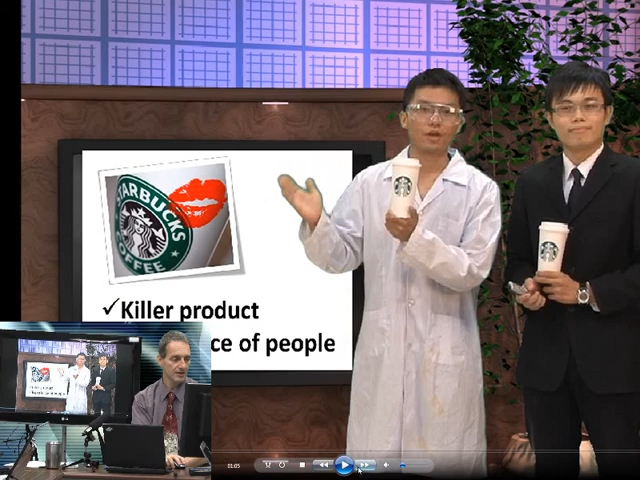 STARBUCKS
COFFEE
✓Killer product
ce of people
01:05